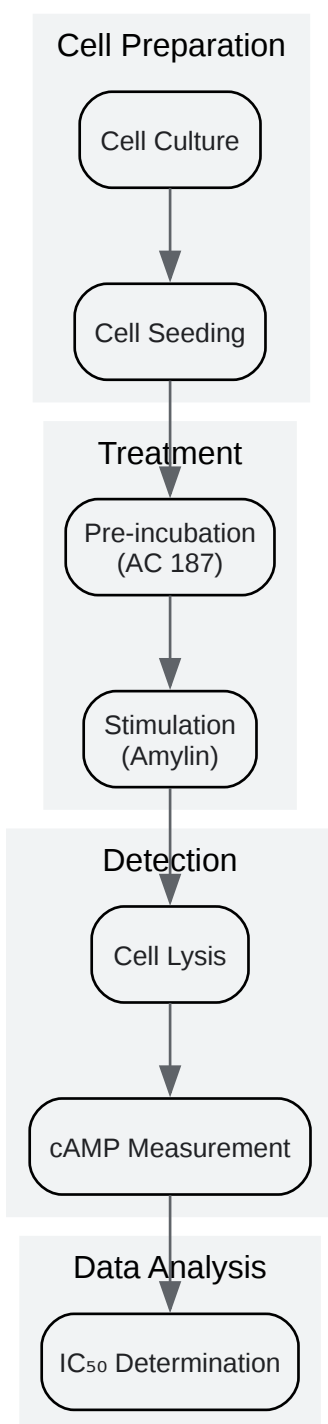 Cell Preparation
Cell Culture
Cell Seeding
Treatment
Pre-incubation
(AC 187)
Stimulation
(Amylin)
Detection
Cell Lysis
cAMP Measurement
Data Analysis
IC₅₀ Determination